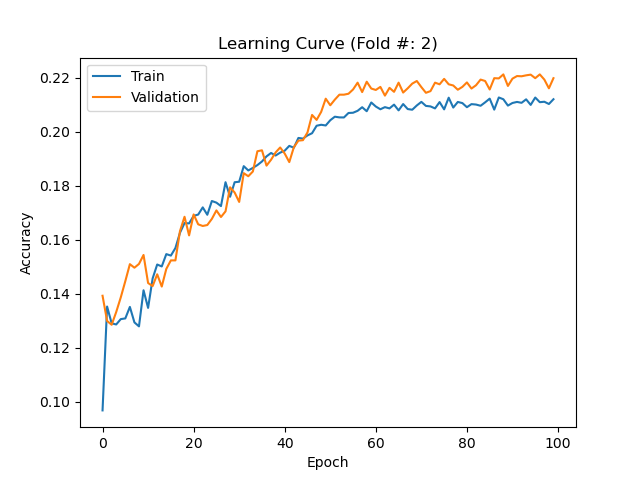 Learning Curve (Fold #: 2)
Train
Validation
Accuracy
0.22
0.20
0.18
0.16
0.14
0.12
0.10
0 20 40 60 80 100
Epoch